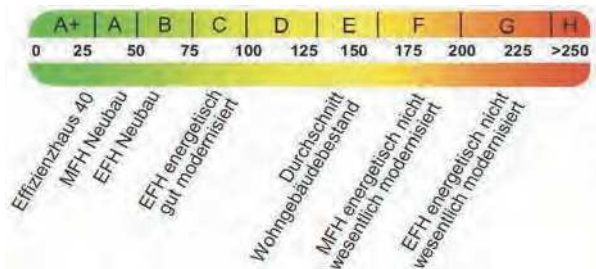 A+ A B C D E F G H
0 25 50 75 100 125 150 175 200 225 >250
Effizienzhaus 40
MFH Neubau
EFH Neubau
EFH energetisch
gut modernisiert
Durchschnitt
Wohngebäudebestand
MFH energetisch nicht
wesentlich modernisiert
EFH energetisch nicht
wesentlich modernisiert